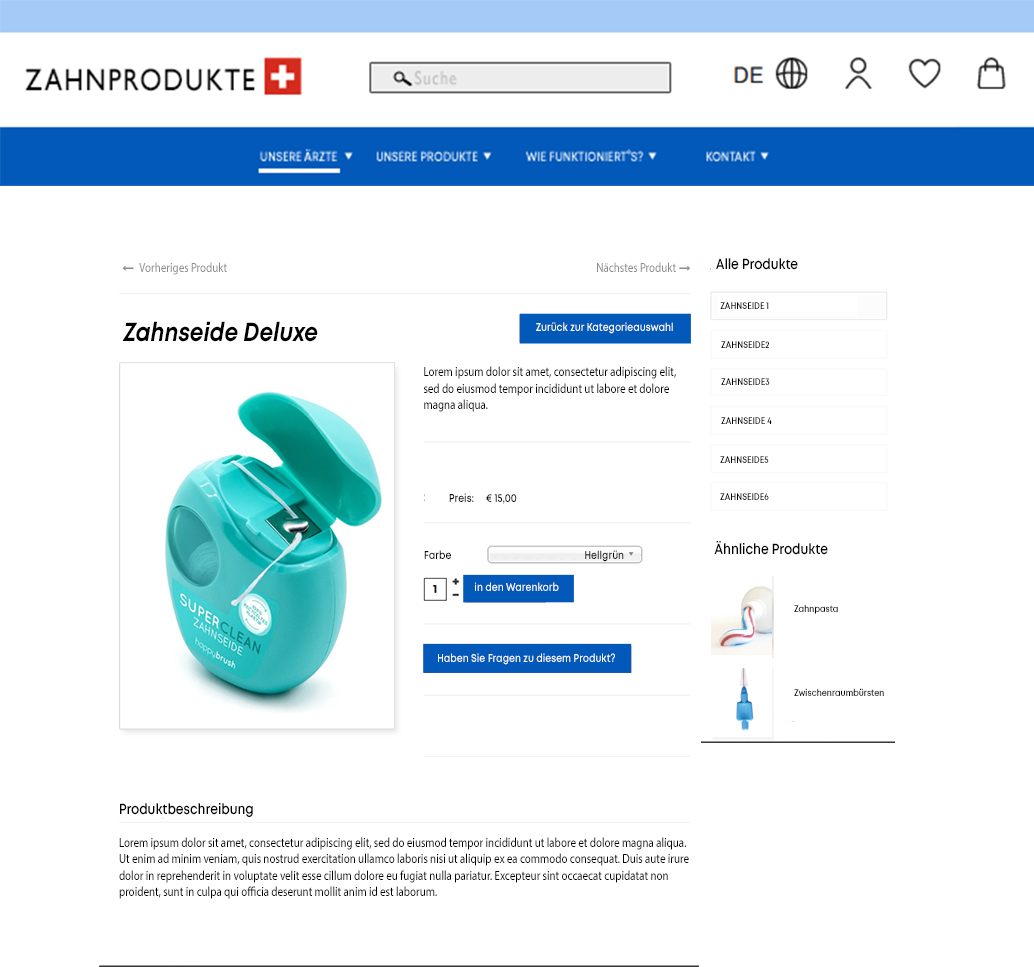 ZAHNPRODUKTE
Suche
DE
UNSERE ÄRZTE ▼
UNSERE PRODUKTE ▼
WIE FUNKTIONIERT'S? ▼
KONTAKT ▼
← Vorheriges Produkt
Nächstes Produkt →
Zahnseide Deluxe
Zurück zur Kategorieauswahl
Lorem ipsum dolor sit amet, consectetur adipiscing elit,
sed do eiusmod tempor incididunt ut labore et dolore
magna aliqua.
Preis: € 15,00
Farbe Hellgrün
1 + −
in den Warenkorb
Haben Sie Fragen zu diesem Produkt?
SUPERCLEAN
ZAHNSEIDE
happybrush
Alle Produkte
ZAHNSEIDE 1
ZAHNSEIDE2
ZAHNSEIDE3
ZAHNSEIDE 4
ZAHNSEIDE5
ZAHNSEIDE6
Ähnliche Produkte
Zahnpasta
Zwischenraumbürsten
Produktbeschreibung
Lorem ipsum dolor sit amet, consectetur adipiscing elit, sed do eiusmod tempor incididunt ut labore et dolore magna aliqua.
Ut enim ad minim veniam, quis nostrud exercitation ullamco laboris nisi ut aliquip ex ea commodo consequat. Duis aute irure
dolor in reprehenderit in voluptate velit esse cillum dolore eu fugiat nulla pariatur. Excepteur sint occaecat cupidatat non
proident, sunt in culpa qui officia deserunt mollit anim id est laborum.